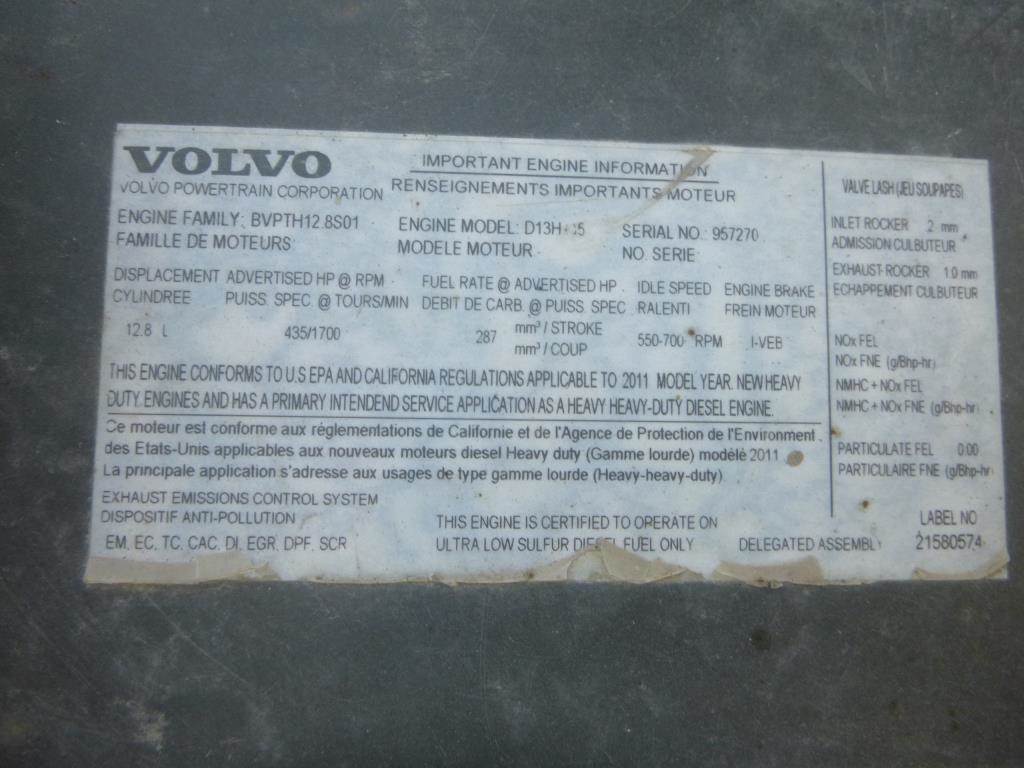 VOLVO
VOLVO POWERTRAIN CORPORATION
IMPORTANT ENGINE INFORMATION
RENSEIGNEMENTS IMPORTANTS MOTEUR
ENGINE FAMILY: BVPTH12.8S01
FAMILLE DE MOTEURS
ENGINE MODEL:
MODELE MOTEUR
SERIAL NO.: 957270
NO. SERIE
DISPLACEMENT
CYLINDREE
12.8 L
ADVERTISED HP @ RPM
PUISS. SPEC. @ TOURS/MIN
435/1700
FUEL RATE @ ADVERTISED HP
DEBIT DE CARB. @ PUISS. SPEC
287 mm³ / STROKE
mm³ / COUP
IDLE SPEED
RALENTI
550-700 RPM
ENGINE BRAKE
FREIN MOTEUR
I-VEB
THIS ENGINE CONFORMS TO U.S EPA AND CALIFORNIA REGULATIONS APPLICABLE TO 2011 MODEL YEAR. NEW HEAVY
DUTY ENGINES AND HAS A PRIMARY INTENDEND SERVICE APPLICATION AS A HEAVY HEAVY-DUTY DIESEL ENGINE.
Ce moteur est conforme aux réglementations de Californie et de l'Agence de Protection de l'Environment
des Etats-Unis applicables aux nouveaux moteurs diesel Heavy duty (Gamme lourde) modèle 2011
La principale application s'adresse aux usages de type gamme lourde (Heavy-heavy-duty)
EXHAUST EMISSIONS CONTROL SYSTEM
DISPOSITIF ANTI-POLLUTION
EM, EC, TC, CAC, DI, EGR, DPF, SCR
THIS ENGINE IS CERTIFIED TO OPERATE ON
ULTRA LOW SULFUR DIESEL FUEL ONLY
DELEGATED ASSEMBLY
VALVE LASH (JEU SOUPAPES)
INLET ROCKER .2 mm
ADMISSION CULBUTEUR
EXHAUST ROCKER 1.0 mm
ECHAPPEMENT CULBUTEUR
NOx FEL
NOx FNE (g/Bhp-hr)
NMHC + NOx FEL
NMHC + NOx FNE (g/Bhp-hr)
PARTICULATE FEL 0.00
PARTICULAIRE FNE (g/Bhp-hr)
LABEL NO
21580574